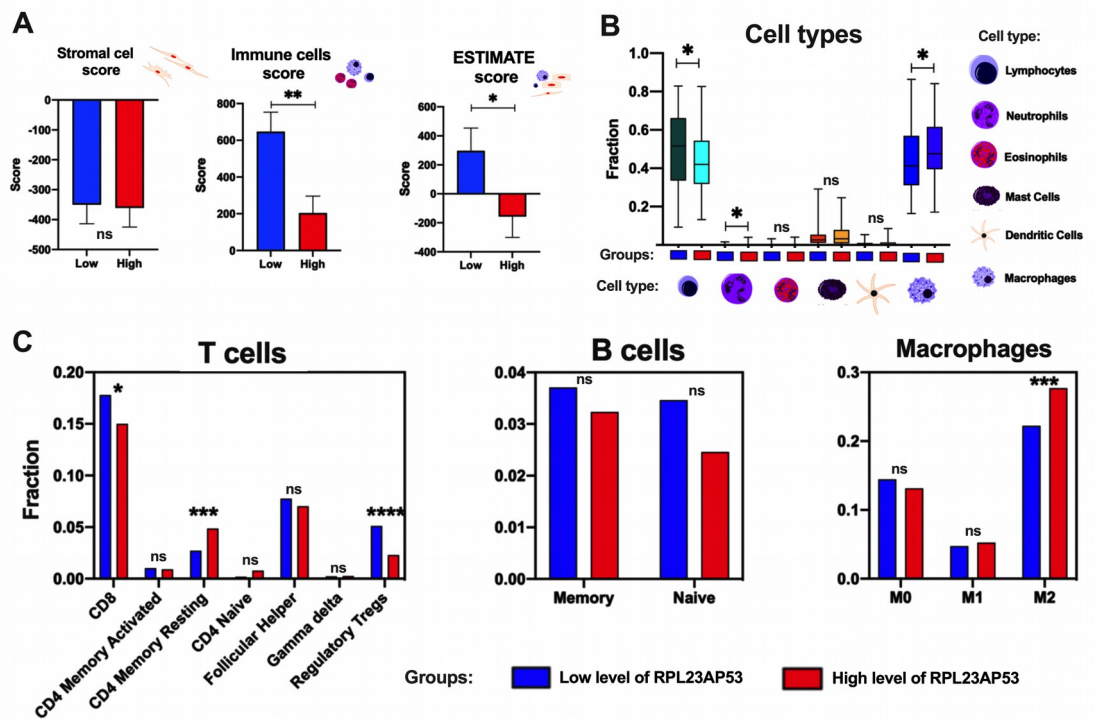 A
Stromal cel
score
Immune cells
score
ESTIMATE
score
Score
0
-100
-200
-300
-400
-500
ns
Low High
Score
800
600
400
200
0
**
Low High
Score
600
400
200
0
-200
-400
*
Low High
B
Cell types
Fraction
1.0
0.8
0.6
0.4
0.2
*
*
ns
ns
ns
*
Groups:
Cell type:
Cell type:
Lymphocytes
Neutrophils
Eosinophils
Mast Cells
Dendritic Cells
Macrophages
C
T cells
Fraction
0.20
0.15
0.10
0.05
0.00
*
ns
***
ns
ns
ns
****
CD8
CD4 Memory Activated
CD4 Memory Resting
CD4 Naive
Follicular Helper
Gamma delta
Regulatory Tregs
B cells
0.04
0.03
0.02
0.01
0.00
ns
ns
Memory Naive
Macrophages
0.3
0.2
0.1
0.0
ns
ns
***
M0 M1 M2
Groups: Low level of RPL23AP53 High level of RPL23AP53